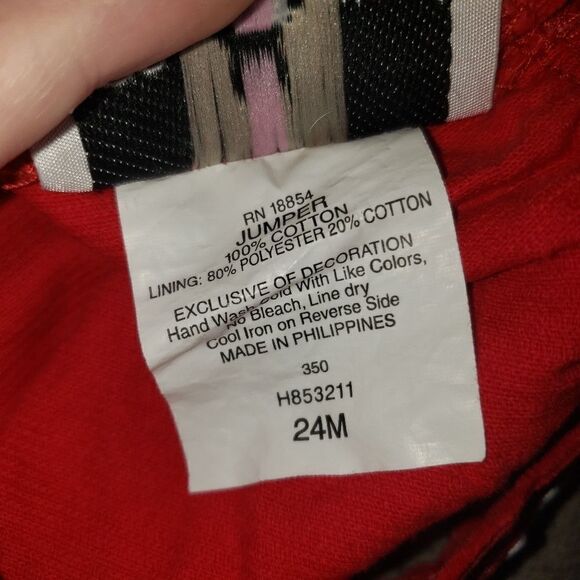 RN 18854
JUMPER
100% COTTON
LINING: 80% POLYESTER 20% COTTON
EXCLUSIVE OF DECORATION
Hand Wash Cold With Like Colors,
No Bleach, Line dry
Cool Iron on Reverse Side
MADE IN PHILIPPINES
350
H853211
24M